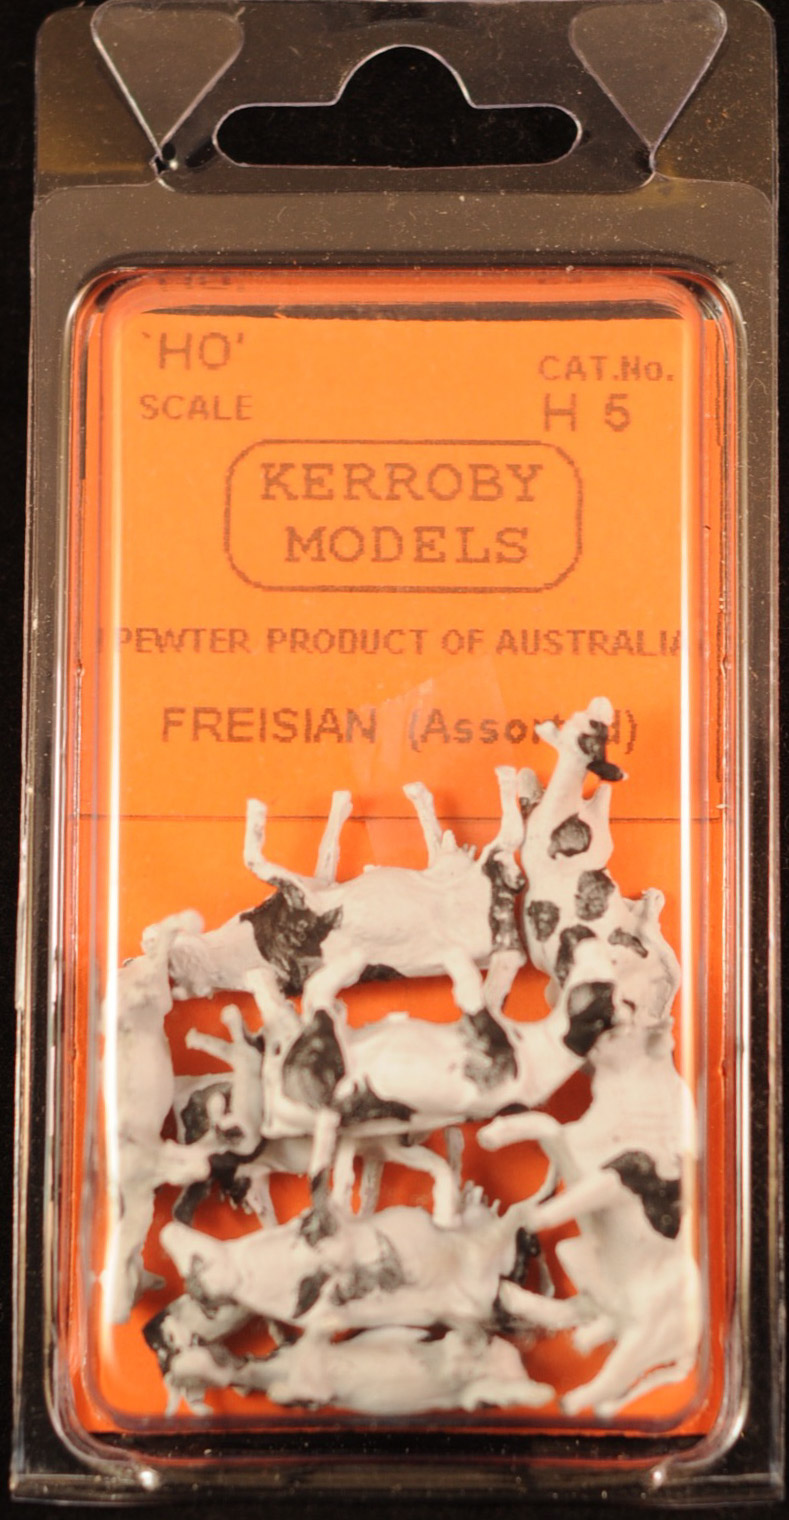 `HO'
SCALE
CAT.No.
H 5
KERROBY
MODELS
PEWTER PRODUCT OF AUSTRALIA
FREISIAN (Assorted)